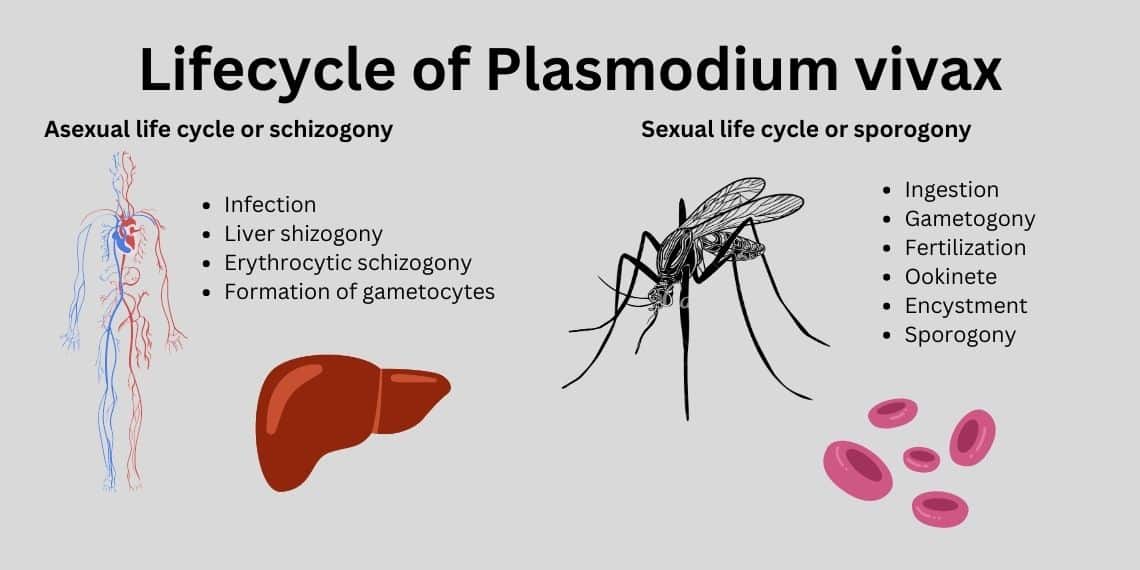 Lifecycle of Plasmodium vivax
Asexual life cycle or schizogony
Infection
Liver shizogony
Erythrocytic schizogony
Formation of gametocytes
Sexual life cycle or sporogony
Ingestion
Gametogony
Fertilization
Ookinete
Encystment
Sporogony